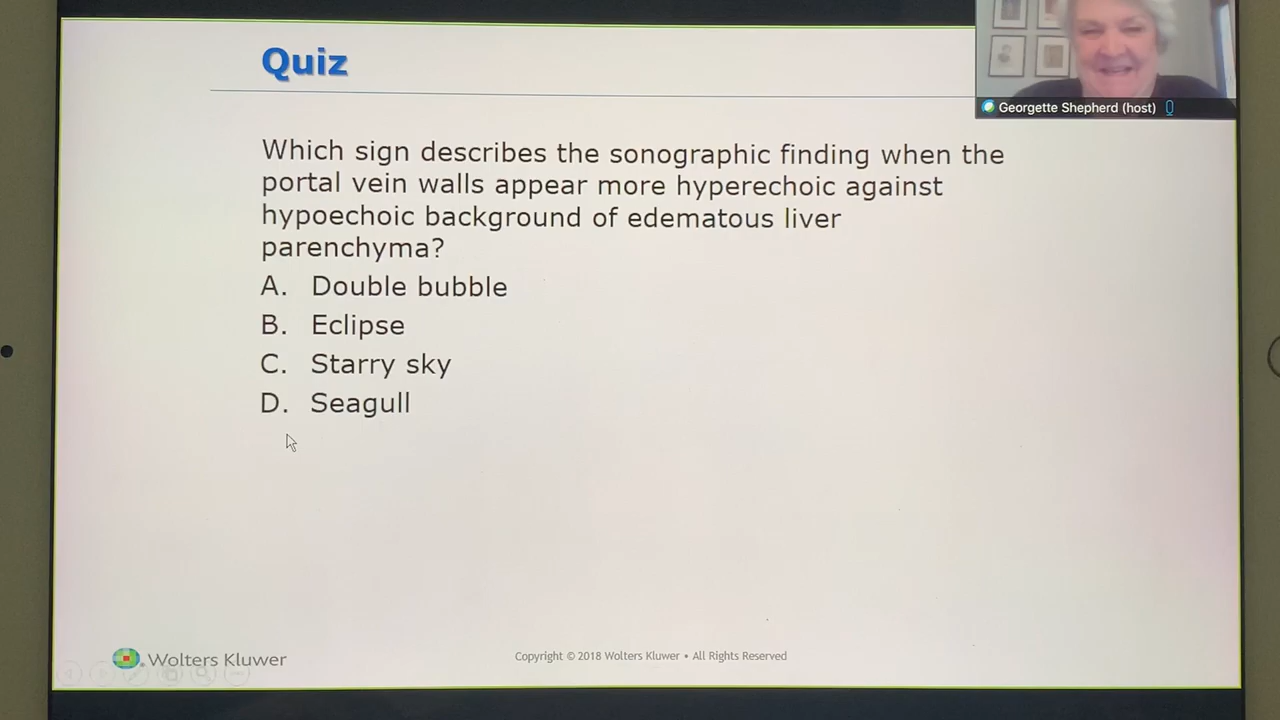 Quiz
Georgette Shepherd (host)
Which sign describes the sonographic finding when the
portal vein walls appear more hyperechoic against
hypoechoic background of edematous liver
parenchyma?
A. Double bubble
B. Eclipse
C. Starry sky
D. Seagull
Wolters Kluwer
Copyright © 2018 Wolters Kluwer • All Rights Reserved